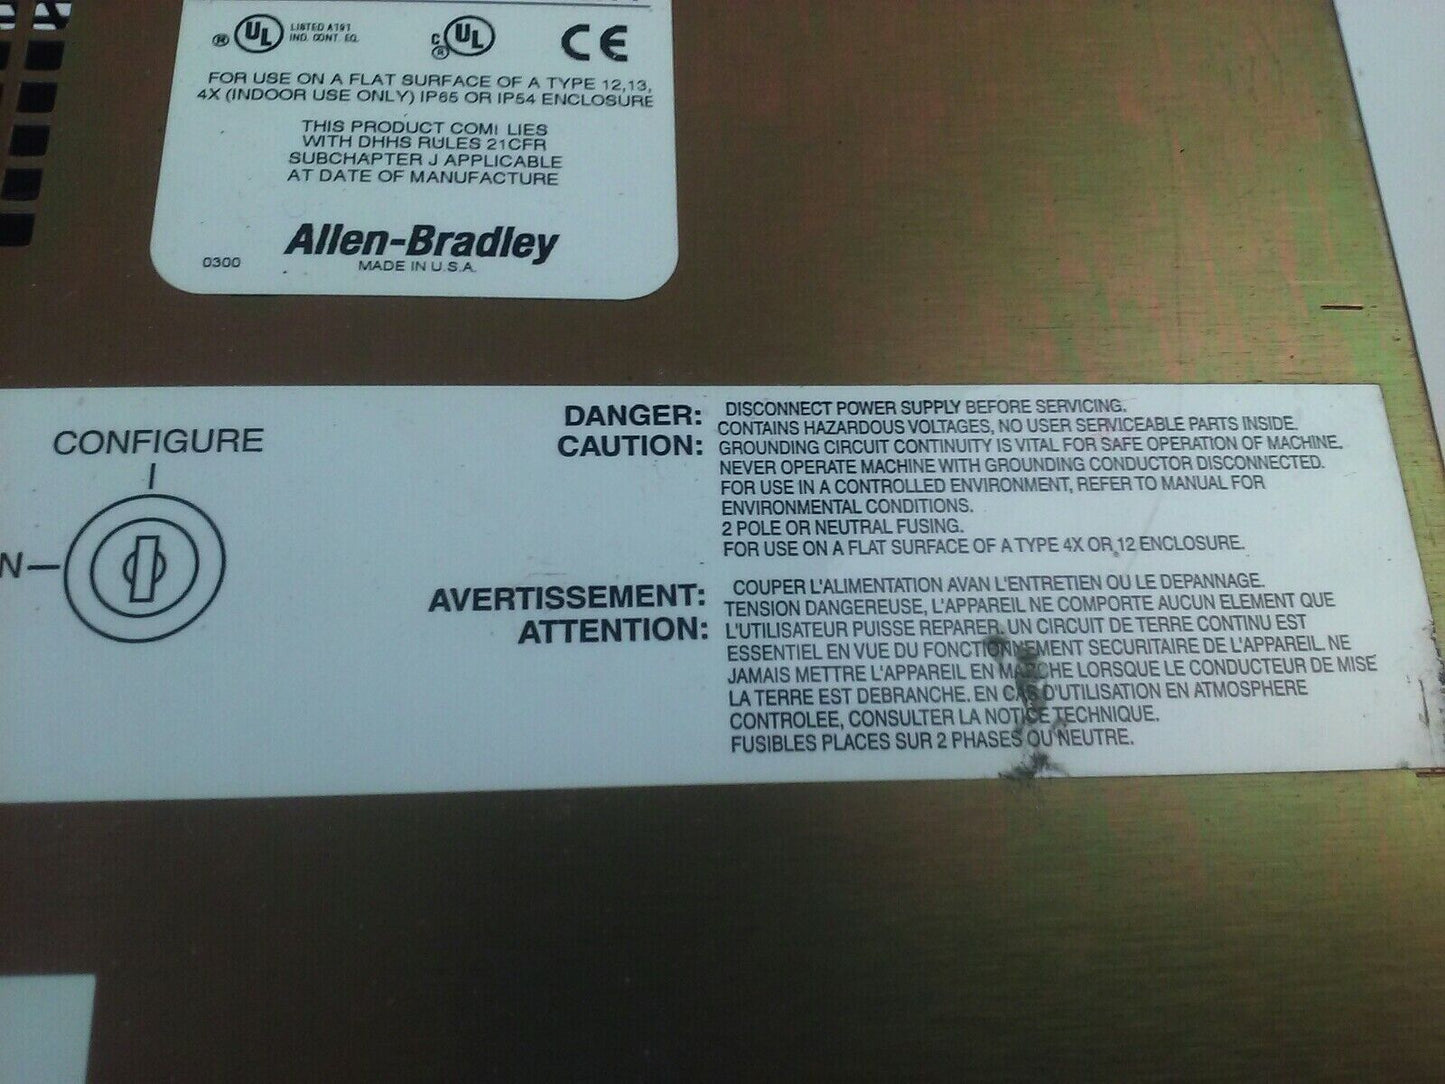 UL LISTED A191
IND. CONT. EQ.
C UL
CE
FOR USE ON A FLAT SURFACE OF A TYPE 12,13,
4X (INDOOR USE ONLY) IP65 OR IP54 ENCLOSURE
THIS PRODUCT COM LIES
WITH DHHS RULES 21CFR
SUBCHAPTER J APPLICABLE
AT DATE OF MANUFACTURE
Allen-Bradley
0300 MADE IN U.S.A.
CONFIGURE
N
DANGER: DISCONNECT POWER SUPPLY BEFORE SERVICING.
CONTAINS HAZARDOUS VOLTAGES, NO USER SERVICEABLE PARTS INSIDE.
CAUTION: GROUNDING CIRCUIT CONTINUITY IS VITAL FOR SAFE OPERATION OF MACHINE.
NEVER OPERATE MACHINE WITH GROUNDING CONDUCTOR DISCONNECTED.
FOR USE IN A CONTROLLED ENVIRONMENT, REFER TO MANUAL FOR
ENVIRONMENTAL CONDITIONS.
2 POLE OR NEUTRAL FUSING.
FOR USE ON A FLAT SURFACE OF A TYPE 4X OR 12 ENCLOSURE.
AVERTISSEMENT: COUPER L'ALIMENTATION AVAN L'ENTRETIEN OU LE DEPANNAGE.
TENSION DANGEREUSE, L'APPAREIL NE COMPORTE AUCUN ELEMENT QUE
ATTENTION: L'UTILISATEUR PUISSE REPARER. UN CIRCUIT DE TERRE CONTINU EST
ESSENTIEL EN VUE DU FONCTIONNEMENT SECURITAIRE DE L'APPAREIL. NE
JAMAIS METTRE L'APPAREIL EN MARCHE LORSQUE LE CONDUCTEUR DE MISE
LA TERRE EST DEBRANCHE. EN CAS D'UTILISATION EN ATMOSPHERE
CONTROLEE, CONSULTER LA NOTICE TECHNIQUE.
FUSIBLES PLACES SUR 2 PHASES OU NEUTRE.